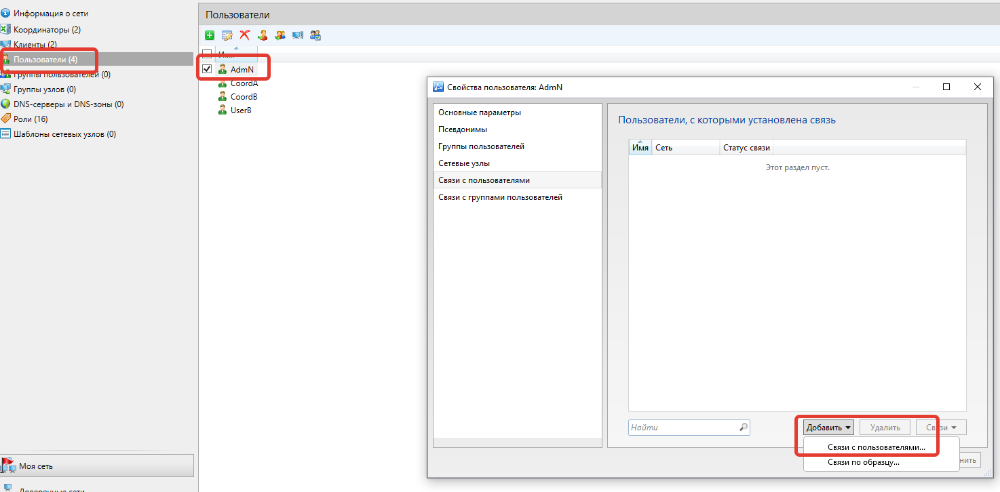 Информация о сети
Координаторы (2)
Клиенты (2)
Пользователи (4)
Группы пользователей (0)
Группы узлов (0)
DNS-серверы и DNS-зоны (0)
Роли (16)
Шаблоны сетевых узлов (0)
Моя сеть
Доверенные сети
Пользователи
Имя
AdmN
CoordA
CoordB
UserB
Свойства пользователя: AdmN
Основные параметры
Псевдонимы
Группы пользователей
Сетевые узлы
Связи с пользователями
Связи с группами пользователей
Пользователи, с которыми установлена связь
Имя Сеть Статус связи
Этот раздел пуст.
Найти
Добавить Удалить Связи
Связи с пользователями...
Связи по образцу...
нить